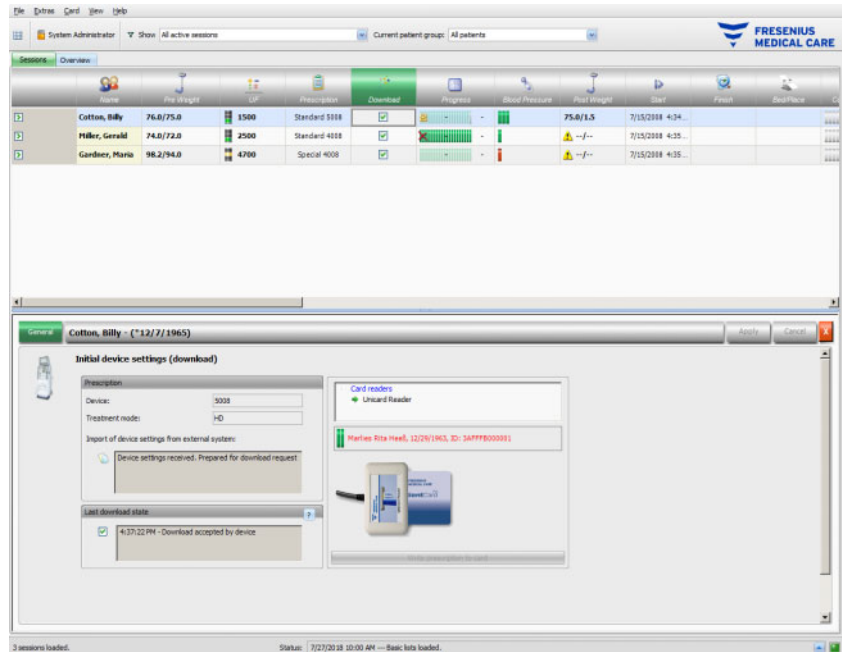 File Extras Card View Help
System Administrator Show All active sessions Current patient group: All patients
FRESENIUS
MEDICAL CARE
Sessions Overview
Name Pre Weight UF Prescription Download Progress Blood Pressure Post Weight Start Finish Bed/Place
Cotton, Billy 76.0/75.0 1500 Standard 5008 - - 75.0/1.5 7/15/2008 4:34...
Miller, Gerald 74.0/72.0 2500 Standard 4008 - - --/-- 7/15/2008 4:35...
Gardner, Maria 98.2/94.0 4700 Special 4008 - - --/-- 7/15/2008 4:35...
General Cotton, Billy - (*12/7/1965) Apply Cancel X
Initial device settings (download)
Prescription
Device: 5008
Treatment mode: HD
Import of device settings from external system:
Device settings received. Prepared for download request
Last download state ?
4:37:22 PM - Download accepted by device
Card readers
Unicard Reader
Marlies Rita Heeß, 12/29/1963, ID: 3AFFFB000001
FRESENIUS
MEDICAL CARE
Write prescription to card
3 sessions loaded. Status: 7/27/2018 10:00 AM --- Basic lists loaded.